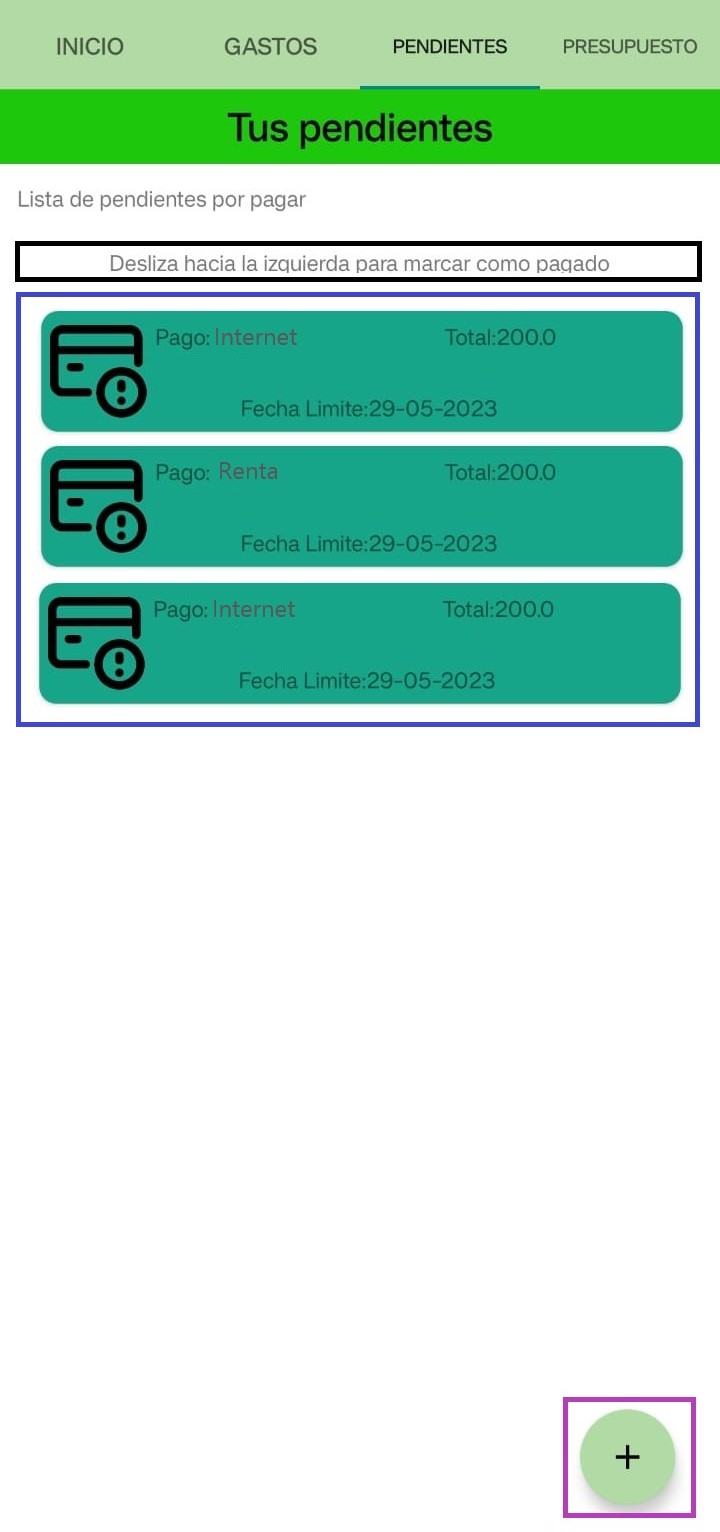 INICIO GASTOS PENDIENTES PRESUPUESTO
Tus pendientes
Lista de pendientes por pagar
Desliza hacia la izquierda para marcar como pagado
Pago: Internet Total:200.0
Fecha Limite:29-05-2023
Pago: Renta Total:200.0
Fecha Limite:29-05-2023
Pago: Internet Total:200.0
Fecha Limite:29-05-2023
+